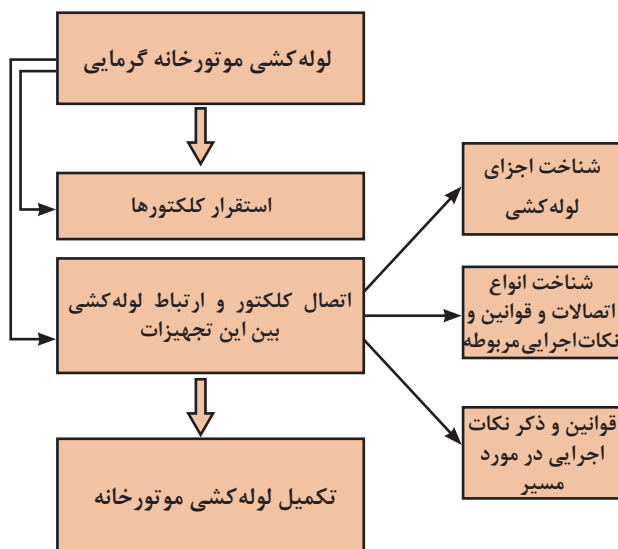 لوله‌کشی موتورخانه گرمایی
استقرار کلکتورها
اتصال کلکتور و ارتباط لوله‌کشی
بین این تجهیزات
تکمیل لوله‌کشی موتورخانه
شناخت اجزای
لوله‌کشی
شناخت انواع
اتصالات و قوانین و
نکات‌اجرایی‌مربوطه
قوانین و ذکر نکات
اجرایی در مورد
مسیر